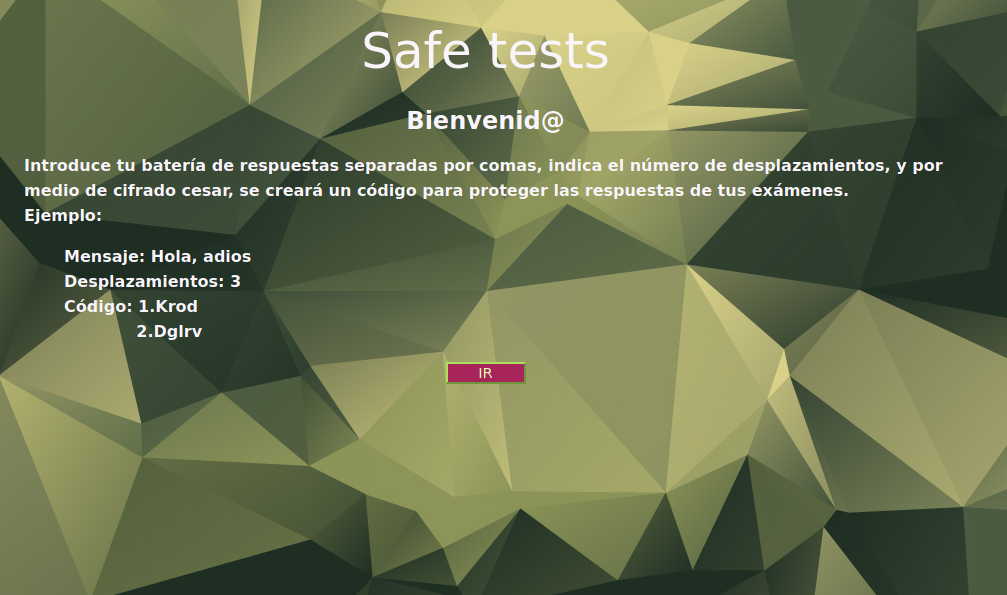 Safe tests
Bienvenid@
Introduce tu batería de respuestas separadas por comas, indica el número de desplazamientos, y por
medio de cifrado cesar, se creará un código para proteger las respuestas de tus exámenes.
Ejemplo:
Mensaje: Hola, adios
Desplazamientos: 3
Código: 1.Krod
2.Dglrv
IR